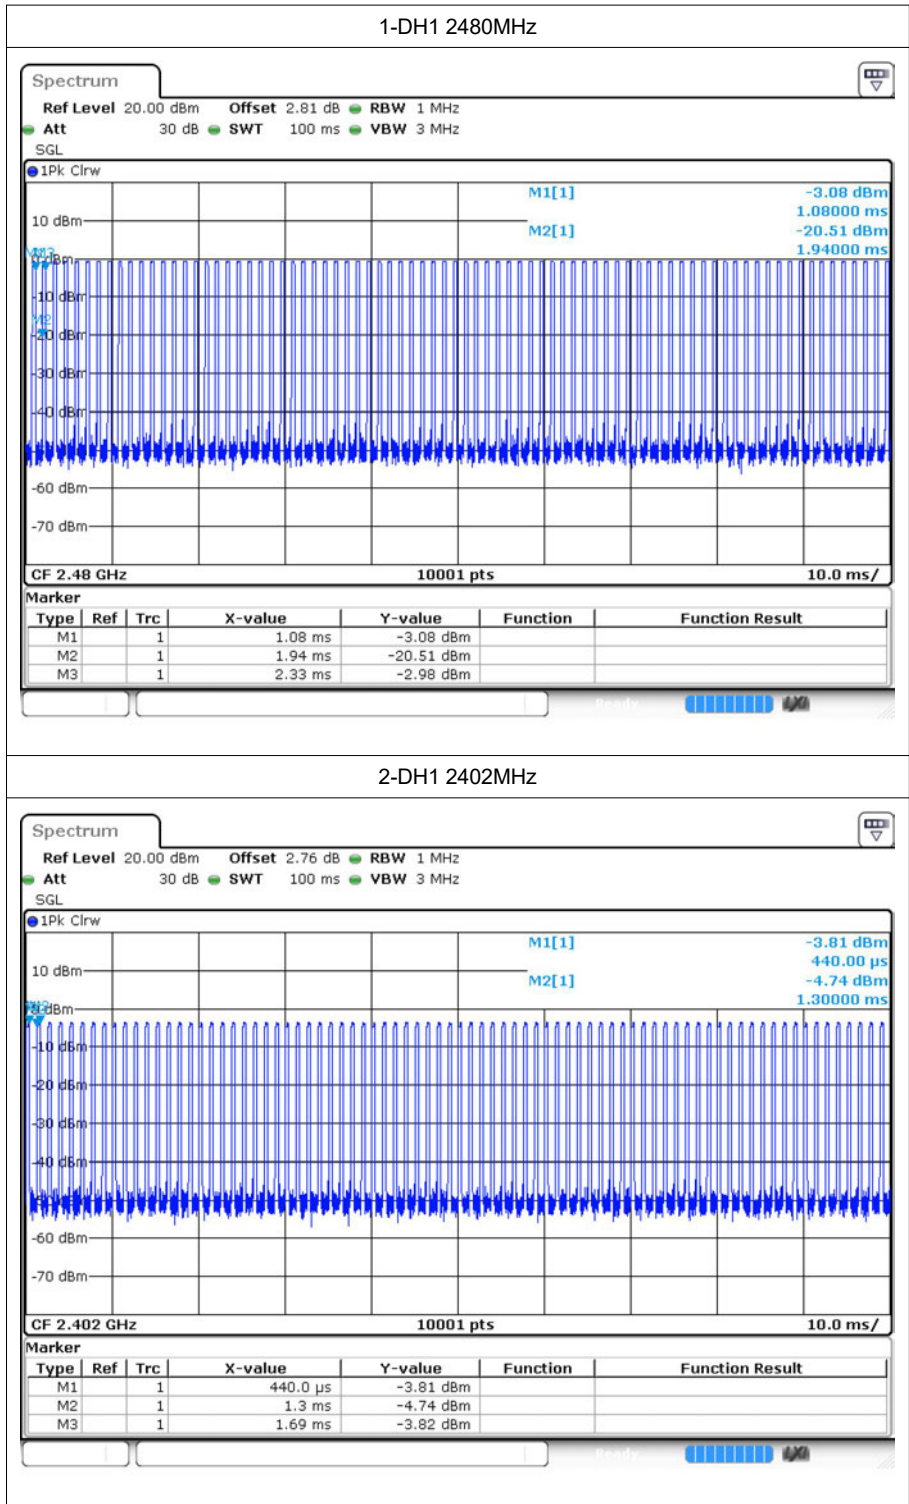 1-DH1 2480MHz
Spectrum
Ref Level 20.00 dBm Offset 2.81 dB RBW 1 MHz
Att 30 dB SWT 100 ms VBW 3 MHz
SGL
1Pk Clrw
M1[1] -3.08 dBm
1.08000 ms
10 dBm
M2[1] -20.51 dBm
1.94000 ms
-10 dBm
M2
-20 dBm
-30 dBm
-40 dBm
-60 dBm
-70 dBm
CF 2.48 GHz 10001 pts 10.0 ms/
Marker
Type Ref Trc X-value Y-value Function Function Result
M1 1 1.08 ms -3.08 dBm
M2 1 1.94 ms -20.51 dBm
M3 1 2.33 ms -2.98 dBm
Ready LXI
2-DH1 2402MHz
Spectrum
Ref Level 20.00 dBm Offset 2.76 dB RBW 1 MHz
Att 30 dB SWT 100 ms VBW 3 MHz
SGL
1Pk Clrw
M1[1] -3.81 dBm
440.00 µs
10 dBm
M2[1] -4.74 dBm
1.30000 ms
-10 dBm
-20 dBm
-30 dBm
-40 dBm
-60 dBm
-70 dBm
CF 2.402 GHz 10001 pts 10.0 ms/
Marker
Type Ref Trc X-value Y-value Function Function Result
M1 1 440.0 µs -3.81 dBm
M2 1 1.3 ms -4.74 dBm
M3 1 1.69 ms -3.82 dBm
Ready LXI